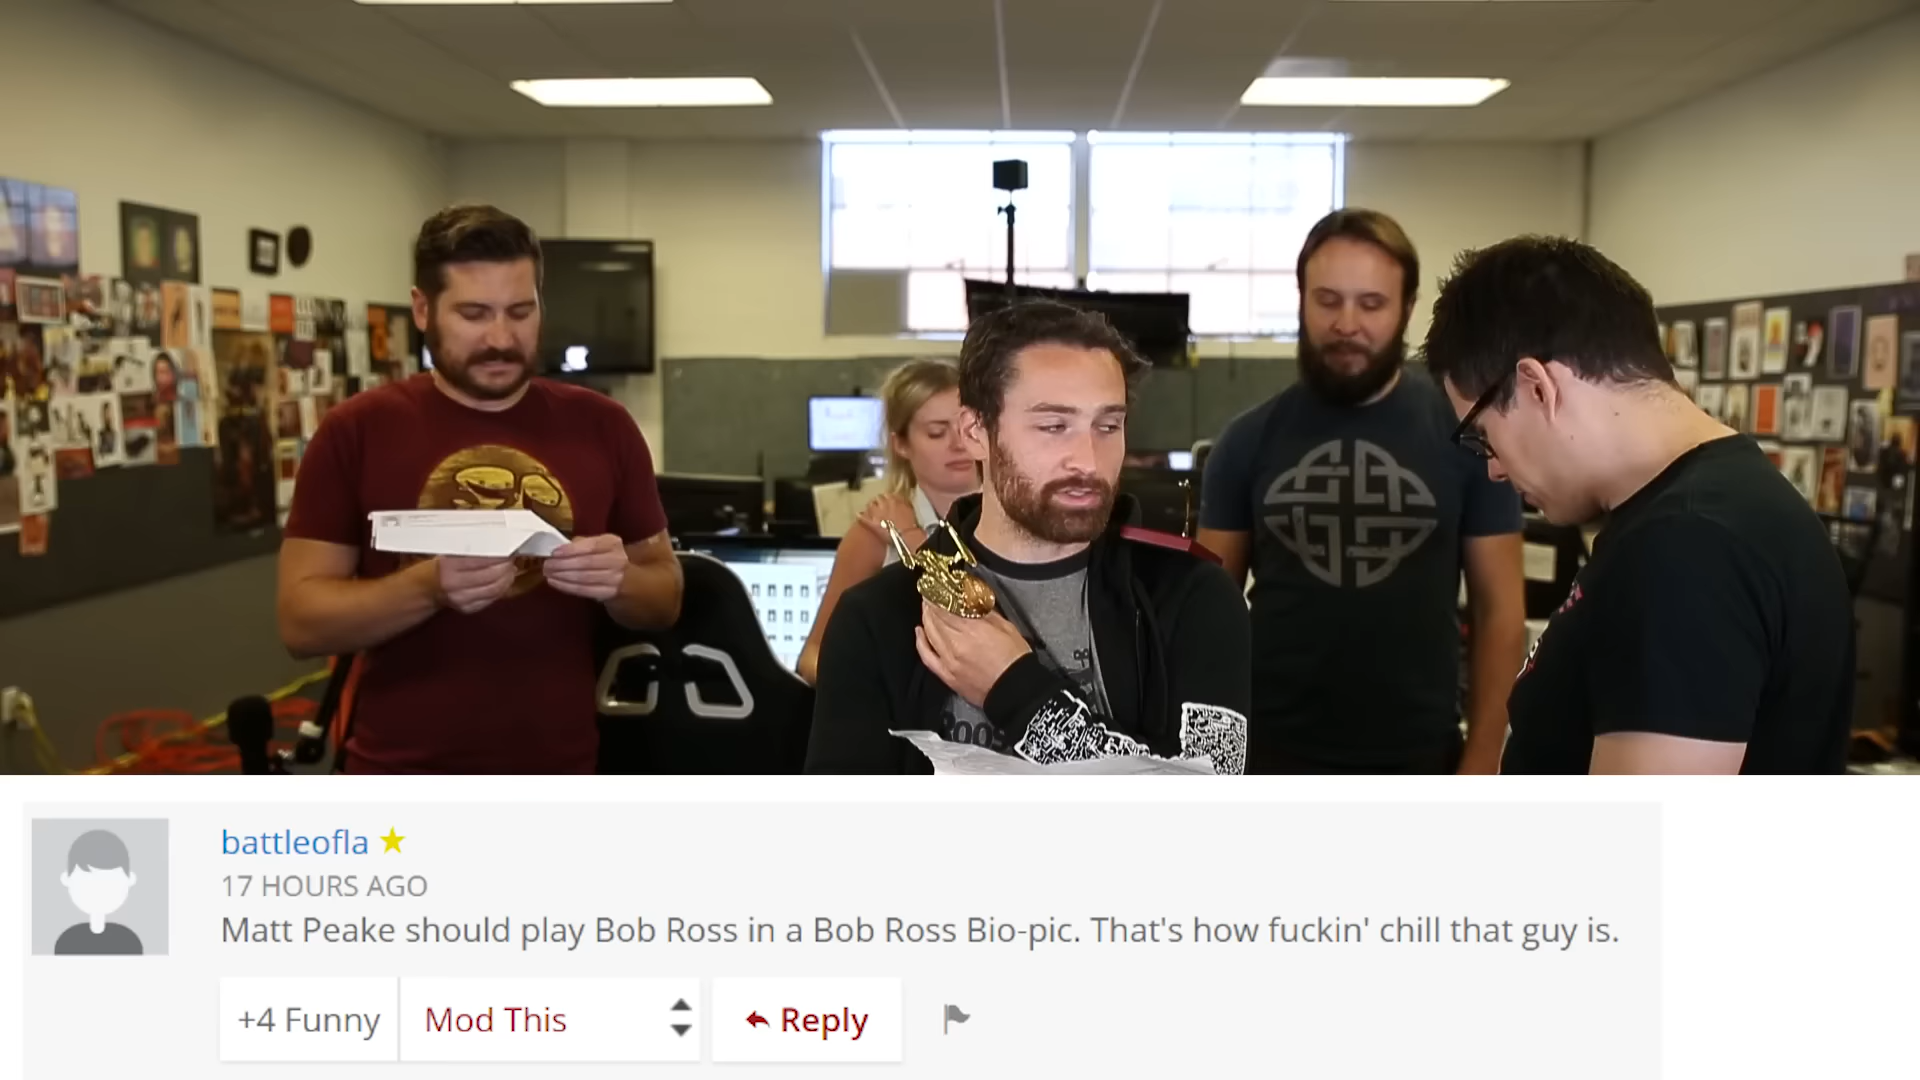 Roos
battleofla
17 HOURS AGO
Matt Peake should play Bob Ross in a Bob Ross Bio-pic. That's how fuckin' chill that guy is.
+4 Funny
Mod This
Reply